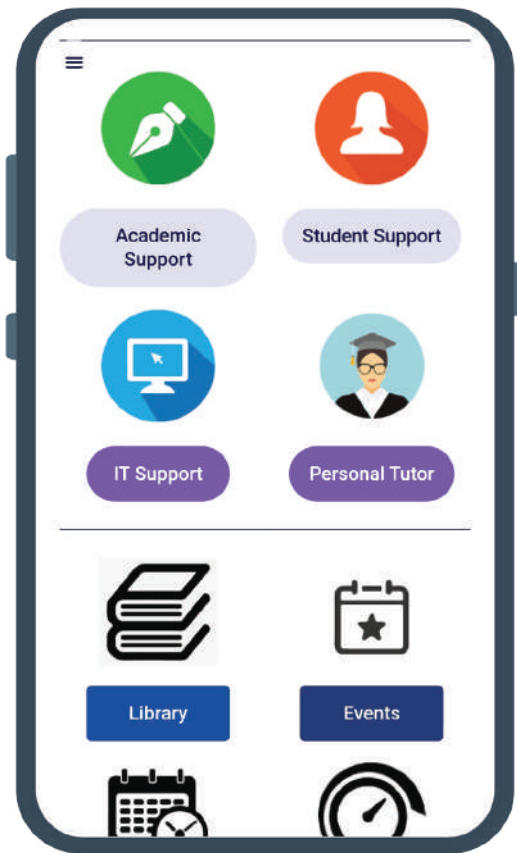 Academic
Support
Student Support
IT Support
Personal Tutor
Library
Events